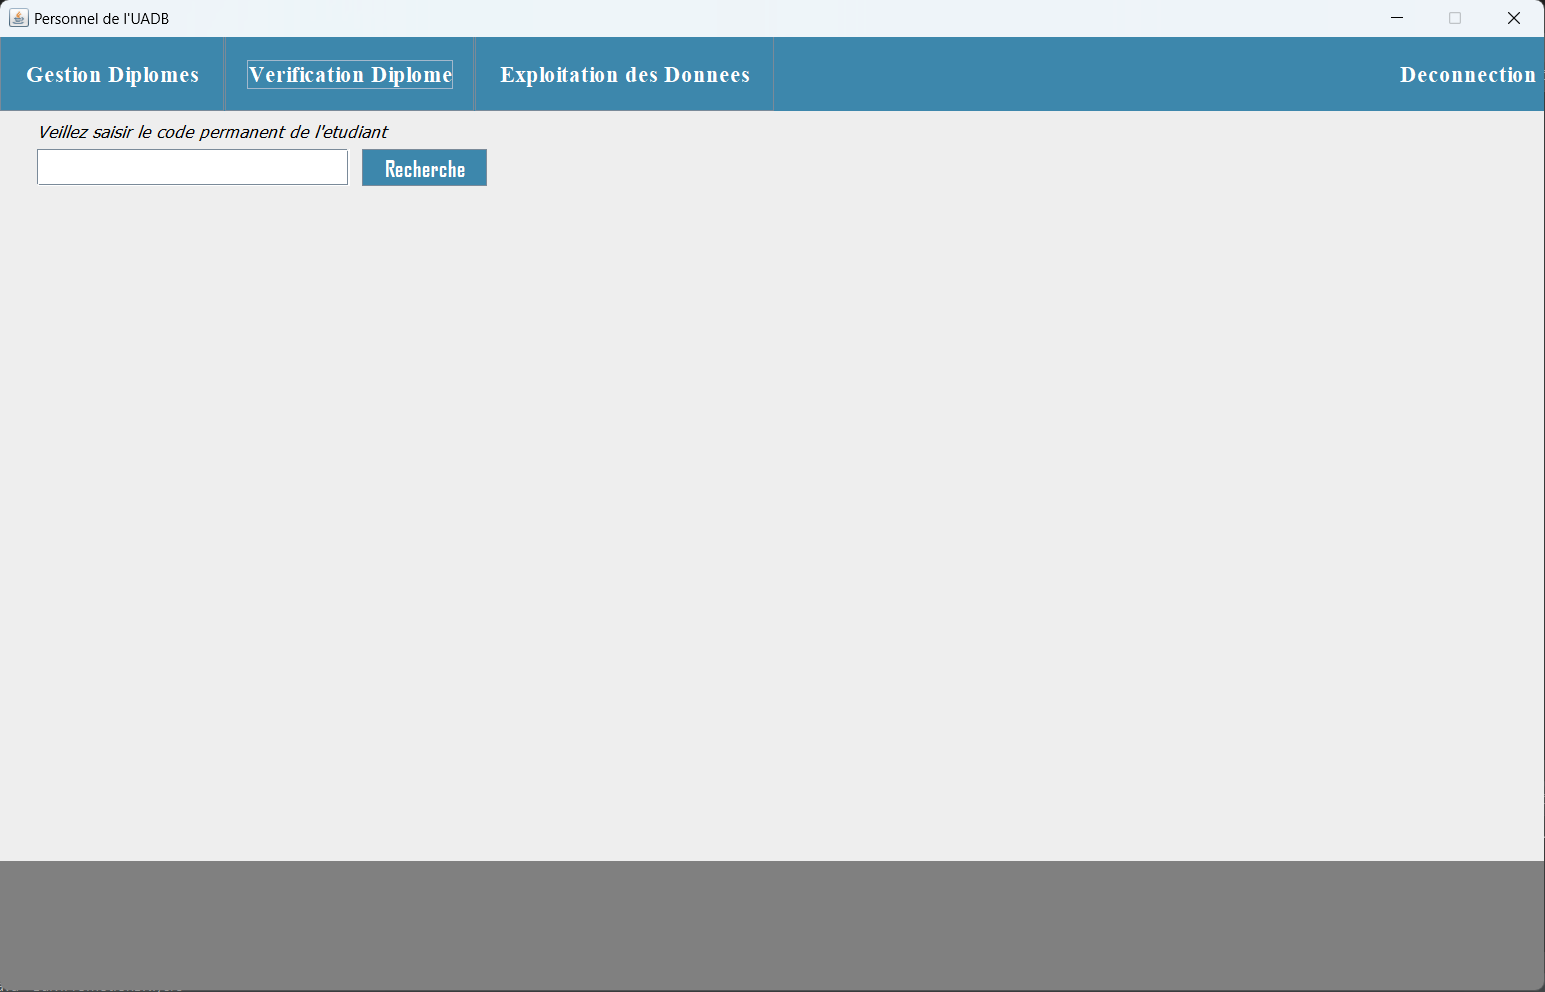 Personnel de l'UADB
Gestion Diplomes
Verification Diplome
Exploitation des Donnees
Deconnection
Veillez saisir le code permanent de l'etudiant
Recherche